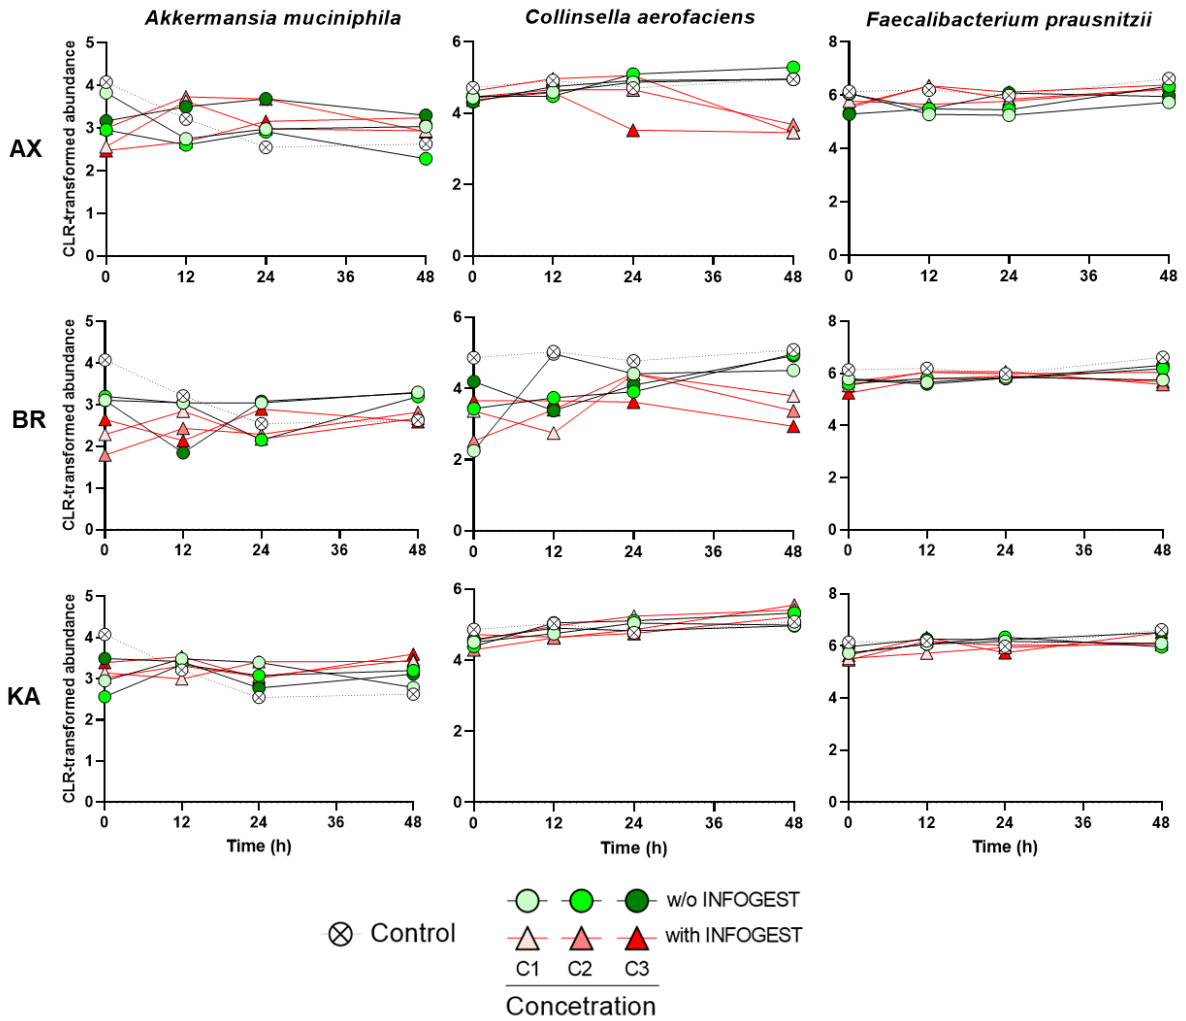 Akkermansia muciniphila
Collinsella aerofaciens
Faecalibacterium prausnitzii
AX
CLR-transformed abundance
5
4
3
2
1
0
0 12 24 36 48
6
4
2
0
0 12 24 36 48
8
6
4
2
0
0 12 24 36 48
BR
CLR-transformed abundance
5
4
3
2
1
0
0 12 24 36 48
6
4
2
0
0 12 24 36 48
8
6
4
2
0
0 12 24 36 48
KA
CLR-transformed abundance
5
4
3
2
1
0
0 12 24 36 48
Time (h)
6
4
2
0
0 12 24 36 48
Time (h)
8
6
4
2
0
0 12 24 36 48
Time (h)
Control
w/o INFOGEST
with INFOGEST
C1 C2 C3
Concetration